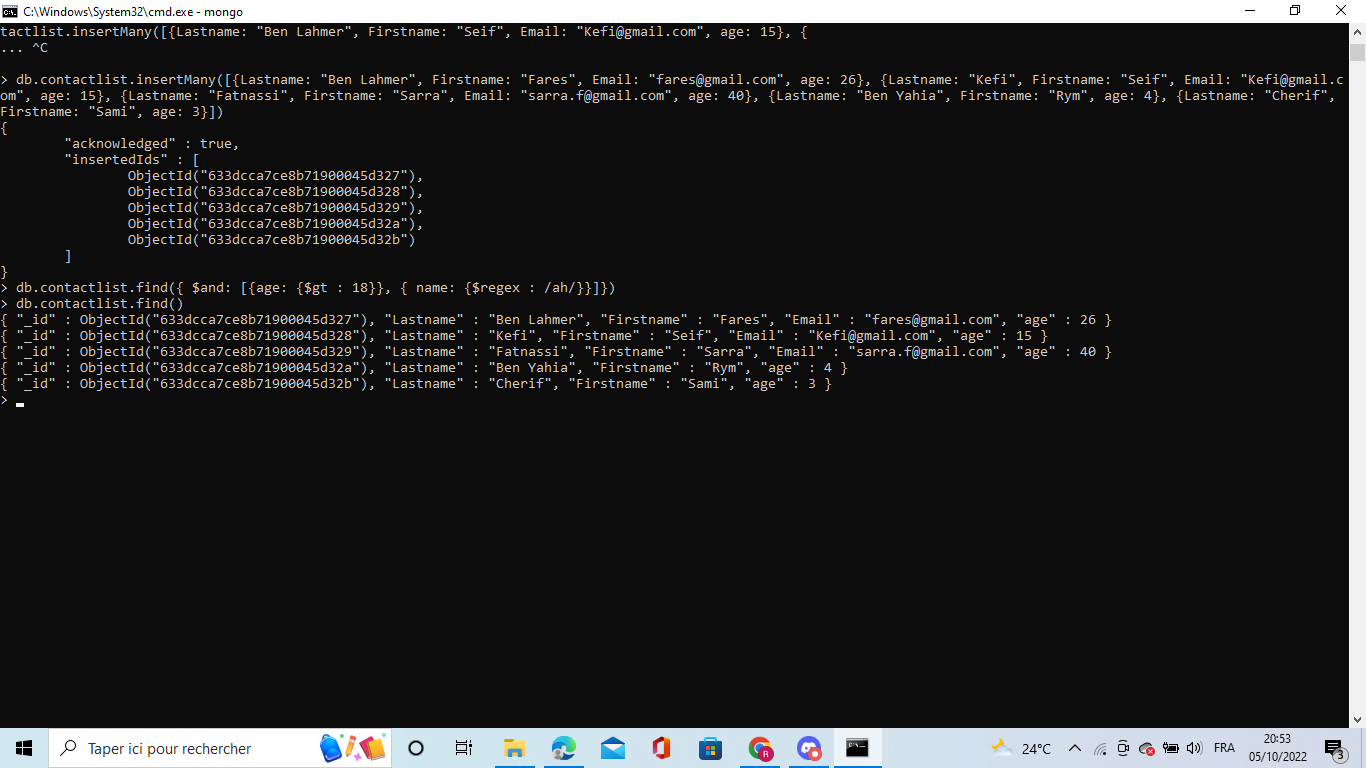 C:\Windows\System32\cmd.exe - mongo
tactlist.insertMany([{Lastname: "Ben Lahmer", Firstname: "Seif", Email: "Kefi@gmail.com", age: 15}, {
... ^C
> db.contactlist.insertMany([{Lastname: "Ben Lahmer", Firstname: "Fares", Email: "fares@gmail.com", age: 26}, {Lastname: "Kefi", Firstname: "Seif", Email: "Kefi@gmail.c
om", age: 15}, {Lastname: "Fatnassi", Firstname: "Sarra", Email: "sarra.f@gmail.com", age: 40}, {Lastname: "Ben Yahia", Firstname: "Rym", age: 4}, {Lastname: "Cherif",
Firstname: "Sami", age: 3}])
{
"acknowledged" : true,
"insertedIds" : [
ObjectId("633dcca7ce8b71900045d327"),
ObjectId("633dcca7ce8b71900045d328"),
ObjectId("633dcca7ce8b71900045d329"),
ObjectId("633dcca7ce8b71900045d32a"),
ObjectId("633dcca7ce8b71900045d32b")
]
}
> db.contactlist.find({ $and: [{age: {$gt : 18}}, { name: {$regex : /ah/}}]})
> db.contactlist.find()
{ "_id" : ObjectId("633dcca7ce8b71900045d327"), "Lastname" : "Ben Lahmer", "Firstname" : "Fares", "Email" : "fares@gmail.com", "age" : 26 }
{ "_id" : ObjectId("633dcca7ce8b71900045d328"), "Lastname" : "Kefi", "Firstname" : "Seif", "Email" : "Kefi@gmail.com", "age" : 15 }
{ "_id" : ObjectId("633dcca7ce8b71900045d329"), "Lastname" : "Fatnassi", "Firstname" : "Sarra", "Email" : "sarra.f@gmail.com", "age" : 40 }
{ "_id" : ObjectId("633dcca7ce8b71900045d32a"), "Lastname" : "Ben Yahia", "Firstname" : "Rym", "age" : 4 }
{ "_id" : ObjectId("633dcca7ce8b71900045d32b"), "Lastname" : "Cherif", "Firstname" : "Sami", "age" : 3 }
>
Taper ici pour rechercher
R
24°C
FRA
20:53
05/10/2022
3